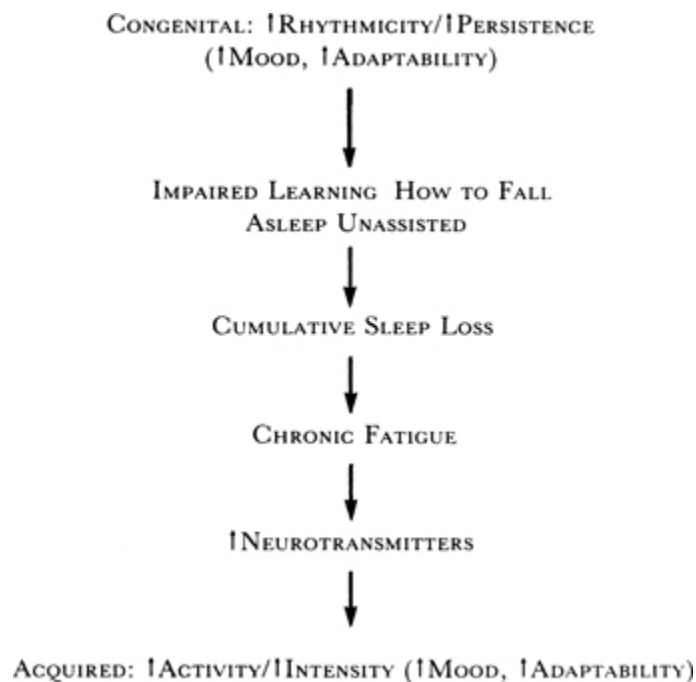 CONGENITAL: ↑RHYTHMICITY/↑PERSISTENCE
(↑MOOD, ↑ADAPTABILITY)
IMPAIRED LEARNING HOW TO FALL
ASLEEP UNASSISTED
CUMULATIVE SLEEP LOSS
CHRONIC FATIGUE
↑NEUROTRANSMITTERS
ACQUIRED: ↑ACTIVITY/↑INTENSITY (↑MOOD, ↑ADAPTABILITY)